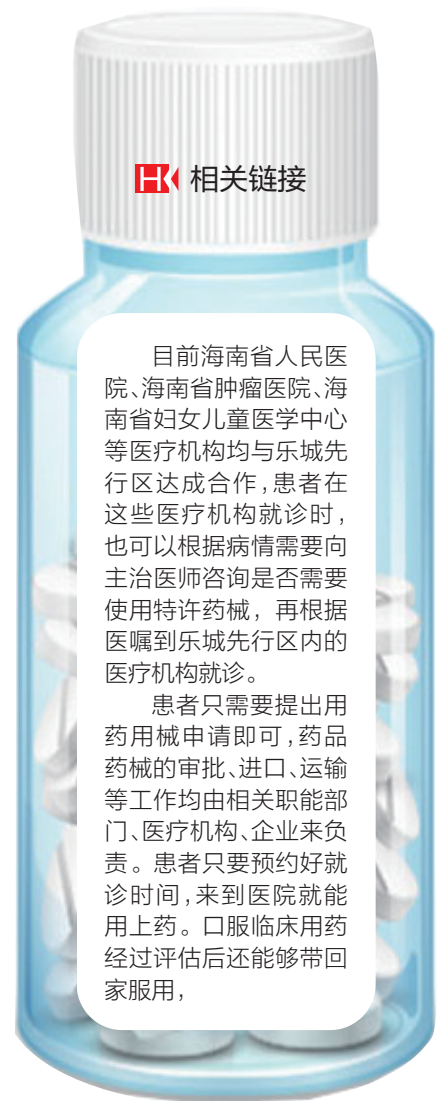 HK 相关链接
目前海南省人民医
院、海南省肿瘤医院、海
南省妇女儿童医学中心
等医疗机构均与乐城先
行区达成合作,患者在
这些医疗机构就诊时,
也可以根据病情需要向
主治医师咨询是否需要
使用特许药械，再根据
医嘱到乐城先行区内的
医疗机构就诊。
患者只需要提出用
药用械申请即可,药品
药械的审批、进口、运输
等工作均由相关职能部
门、医疗机构、企业来负
责。患者只要预约好就
诊时间,来到医院就能
用上药。口服临床用药
经过评估后还能够带回
家服用，